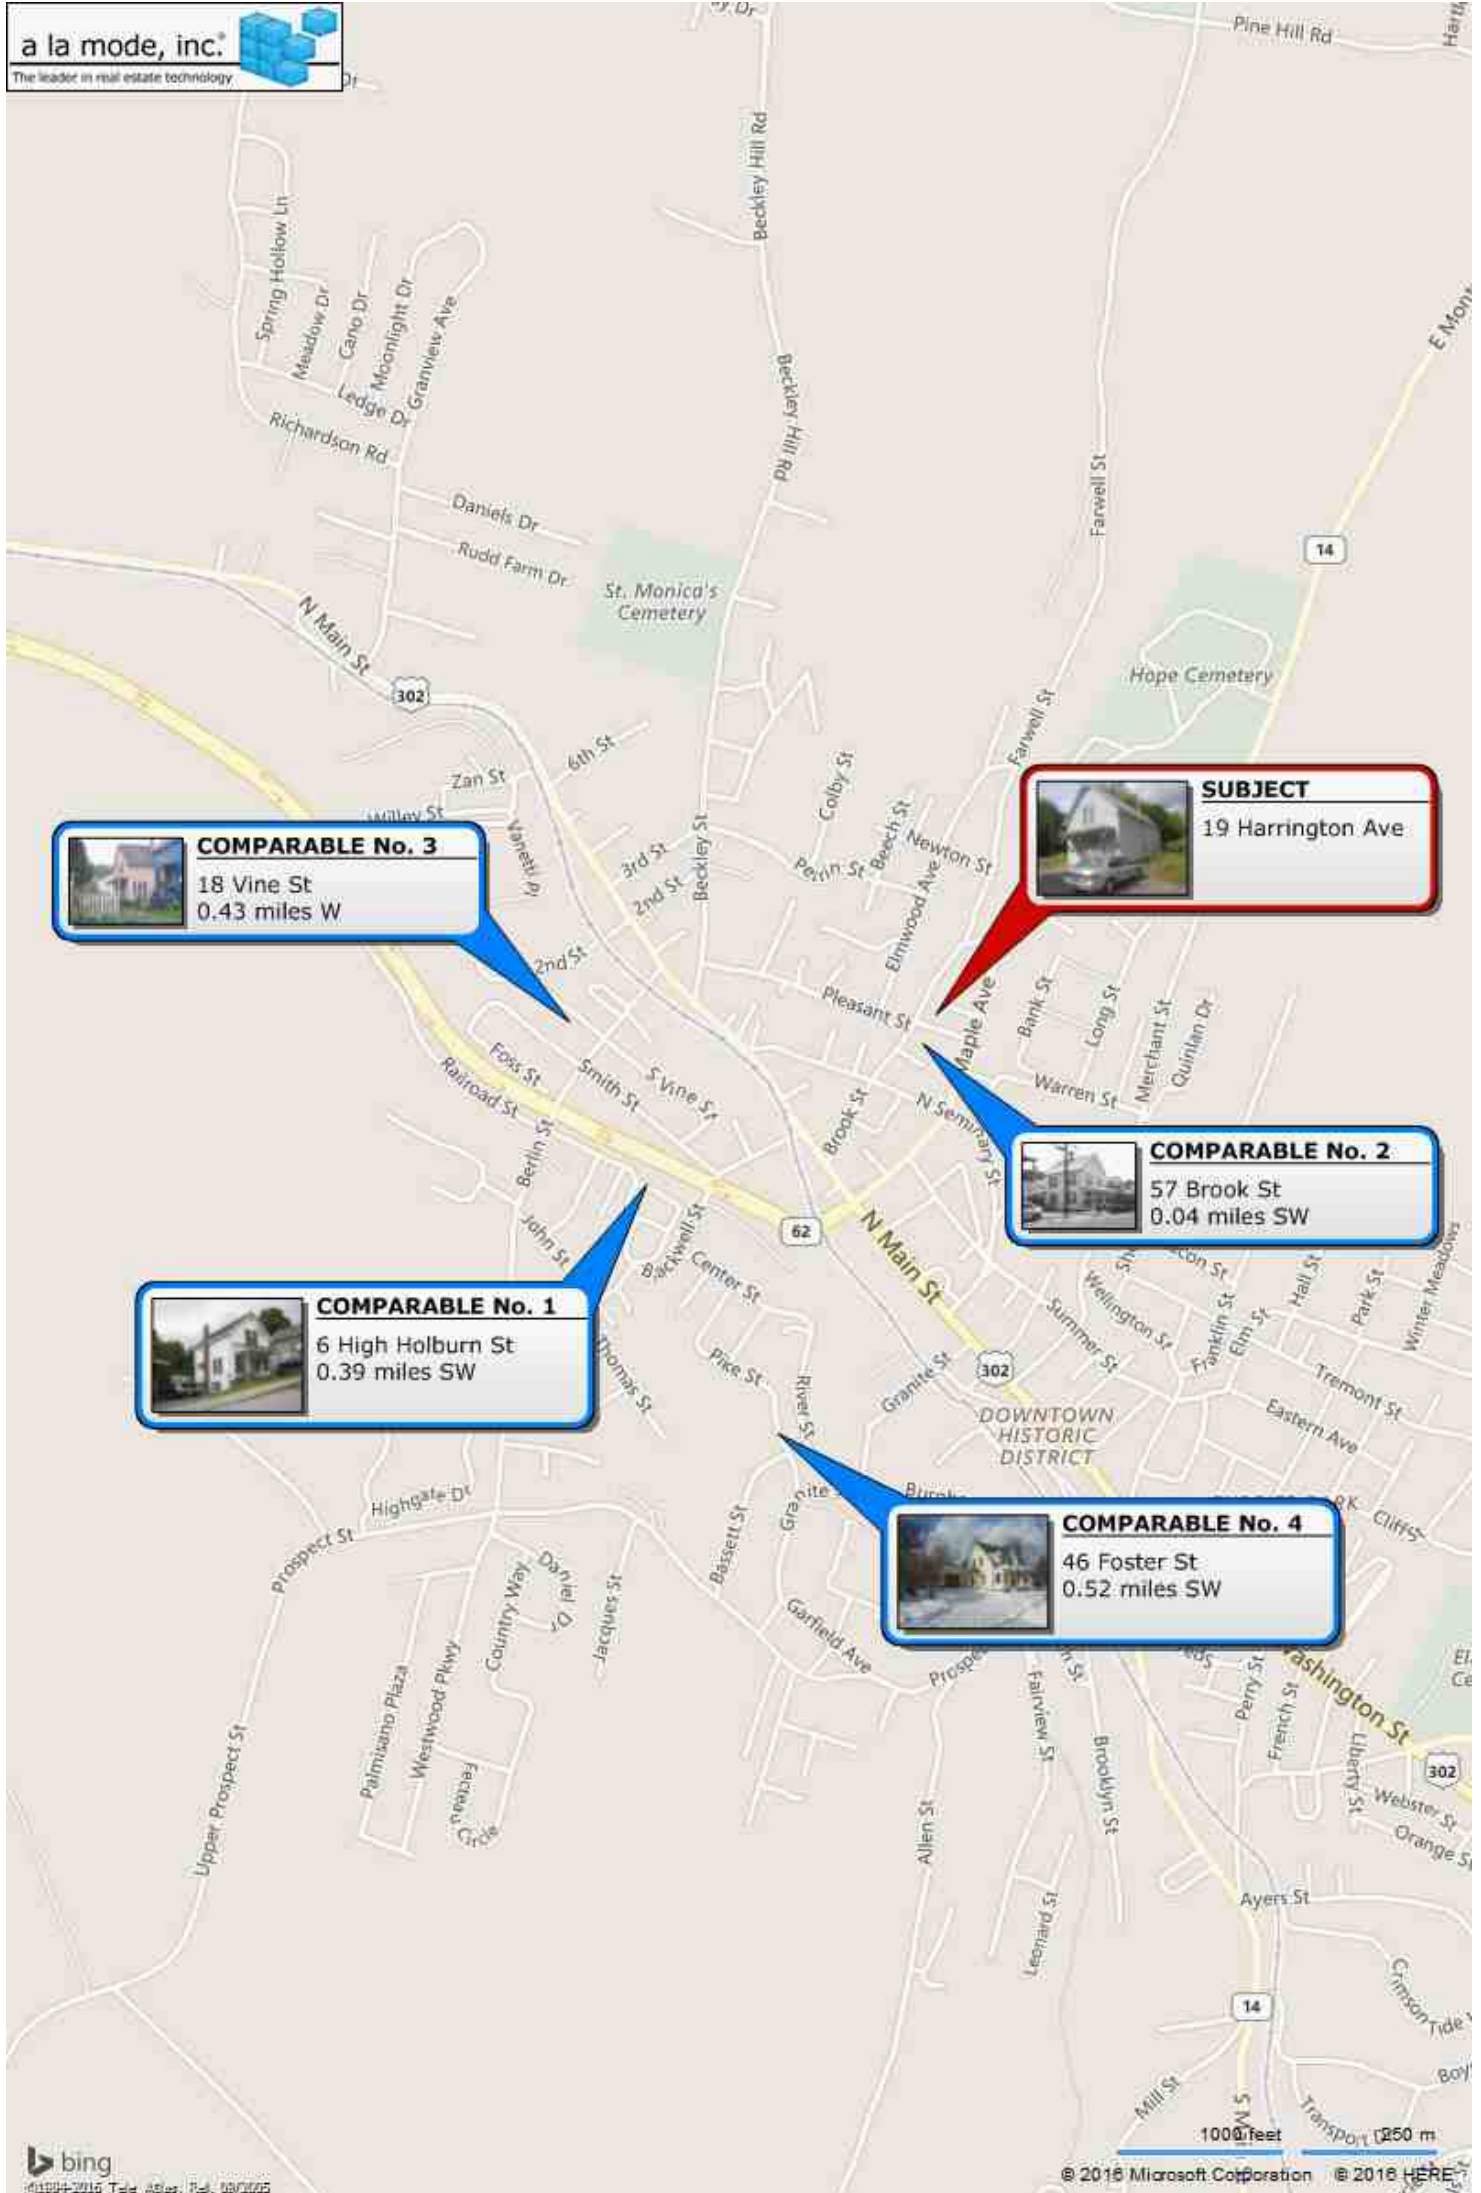 a la mode, inc.
The leader in real estate technology
Dr
Pine Hill Rd
Beckley Hill Rd
Spring Hollow Ln
Meadow Dr
Cano Dr
Moonlight Dr
Granview Ave
Ledge Dr
Richardson Rd
Beckley Hill Rd
E Mont
Farwell St
14
Daniels Dr
Rudd Farm Dr
St. Monica's
Cemetery
N Main St
302
Hope Cemetery
Farwell St
6th St
Zan St
Willey St
Vanetti Pl
Colby St
Beech St
Newton St
Perrin St
Elmwood Ave
3rd St
2nd St
Beckley St
SUBJECT
19 Harrington Ave
COMPARABLE No. 3
18 Vine St
0.43 miles W
2nd St
Pleasant St
Maple Ave
Bank St
Long St
Merchant St
Quinlan Dr
Foss St
Railroad St
Smith St
S Vine St
Warren St
Brook St
N Seminary St
Berlin St
COMPARABLE No. 2
57 Brook St
0.04 miles SW
John St
Backwell St
Center St
62
N Main St
COMPARABLE No. 1
6 High Holburn St
0.39 miles SW
Thomas St
Pike St
River St
Granite St
302
Summer St
Wellington St
Franklin St
Elm St
Hall St
Park St
Winter Meadows
Tremont St
Eastern Ave
DOWNTOWN
HISTORIC
DISTRICT
Cliff St
Highgate Dr
Prospect St
Bassett St
Granite
COMPARABLE No. 4
46 Foster St
0.52 miles SW
Country Way
Daniel Dr
Jacques St
Garfield Ave
Prospec
Palmisano Plaza
Westwood Pkwy
Fecteau Circle
Upper Prospect St
Fairview St
Brooklyn St
Allen St
Perry St
French St
Washington St
Liberty St
302
Webster St
Orange St
Leonard St
Ayers St
Crimson Tide
14
Mill St
Transport D
Boy
1000 feet
250 m
bing
© 2016 Microsoft Corporation © 2016 HERE